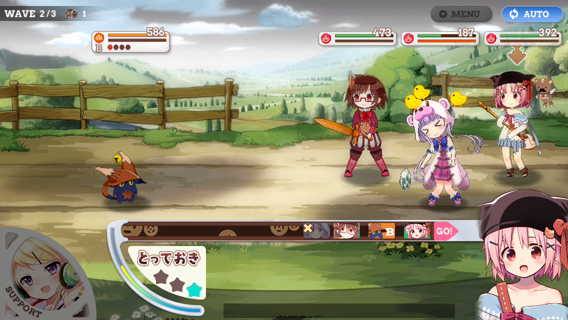 WAVE 2/3 1
MENU
AUTO
586
B
473
187
392
B
GO!
とっておき
SUPPORT